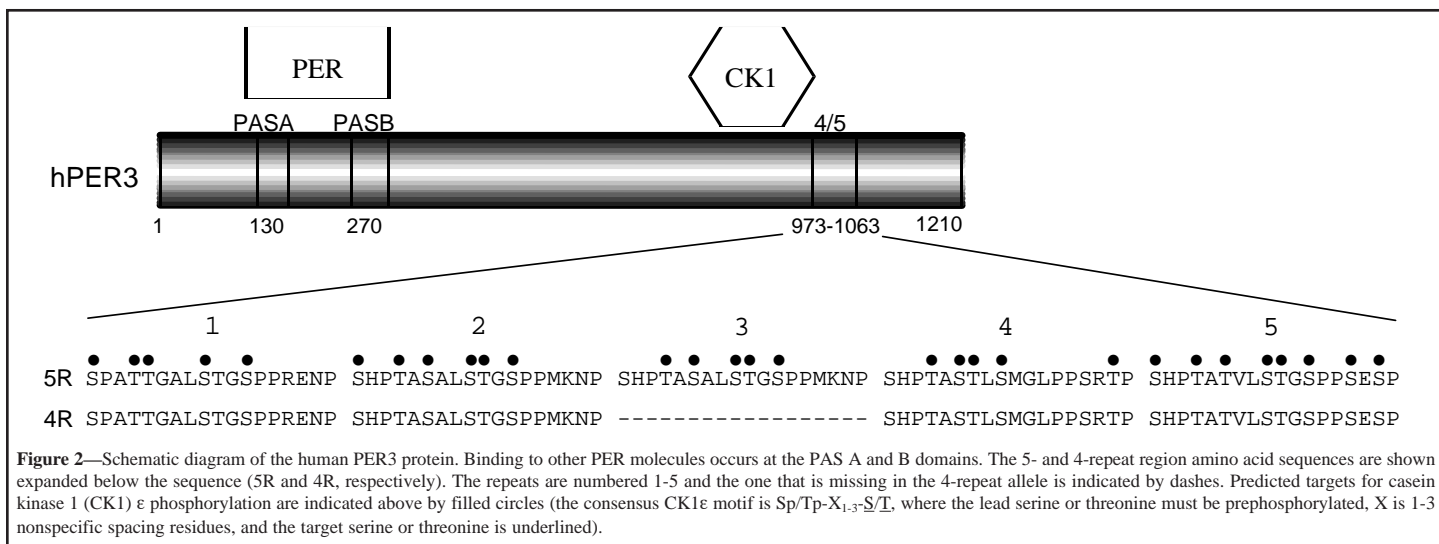 PER
CK1
PASA PASB 4/5
hPER3
1 130 270 973-1063 1210
1 2 3 4 5
5R SPATTGALSTGSPPRENP SHPTASALSTGSPPMKNP SHPTASALSTGSPPMKNP SHPTASTLSMGLPPSRTP SHPTATVLSTGSPPSESP
4R SPATTGALSTGSPPRENP SHPTASALSTGSPPMKNP ------------------ SHPTASTLSMGLPPSRTP SHPTATVLSTGSPPSESP
Figure 2—Schematic diagram of the human PER3 protein. Binding to other PER molecules occurs at the PAS A and B domains. The 5- and 4-repeat region amino acid sequences are shown
expanded below the sequence (5R and 4R, respectively). The repeats are numbered 1-5 and the one that is missing in the 4-repeat allele is indicated by dashes. Predicted targets for casein
kinase 1 (CK1) ε phosphorylation are indicated above by filled circles (the consensus CK1ε motif is Sp/Tp-X1-3-S/T, where the lead serine or threonine must be prephosphorylated, X is 1-3
nonspecific spacing residues, and the target serine or threonine is underlined).